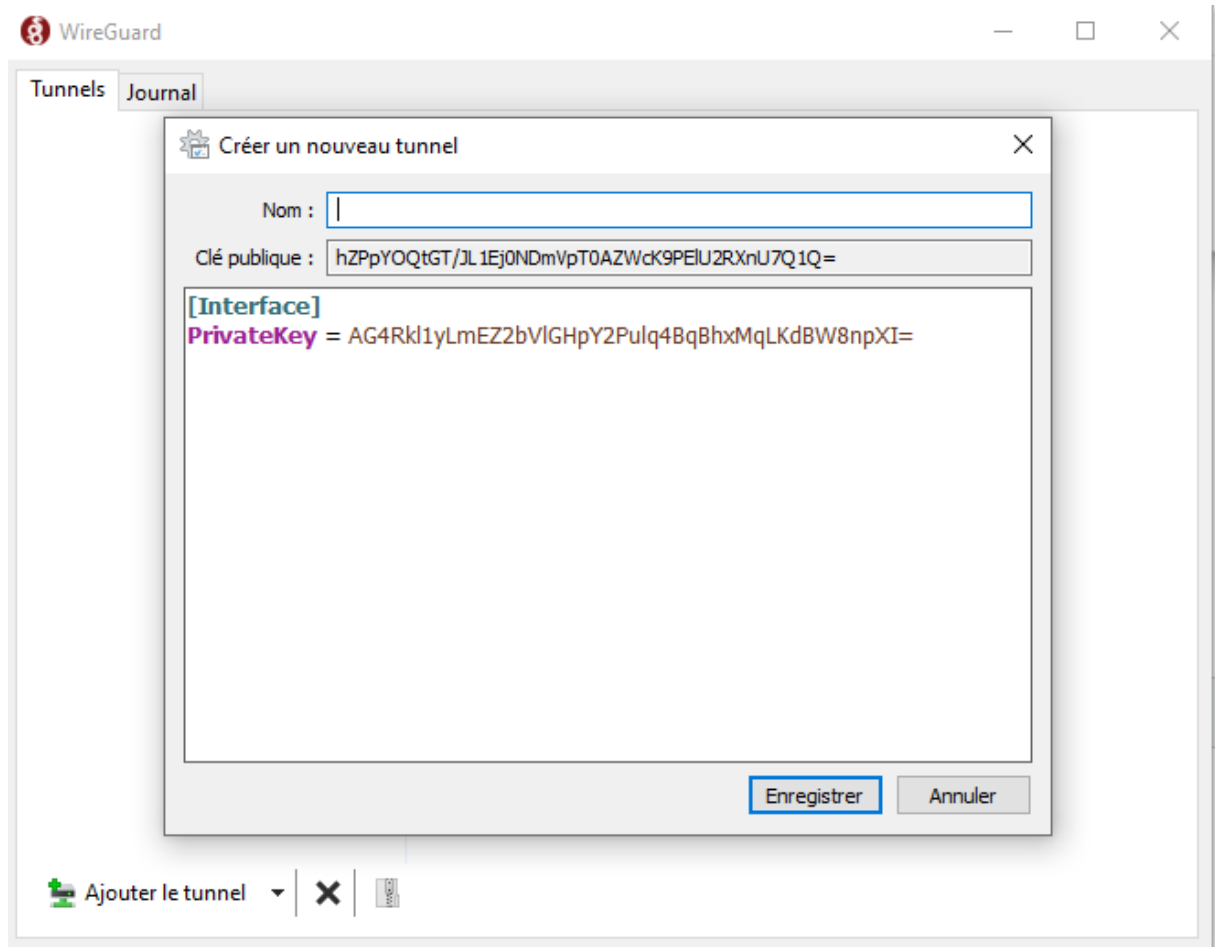 WireGuard
Tunnels Journal
Créer un nouveau tunnel
Nom :
Clé publique : hZPpYOQtGT/JL1Ej0NDmVpT0AZWcK9PElU2RXnU7Q1Q=
[Interface]
PrivateKey = AG4Rkl1yLmEZ2bVlGHpY2Pulq4BqBhxMqLKdBW8npXI=
Enregistrer Annuler
Ajouter le tunnel